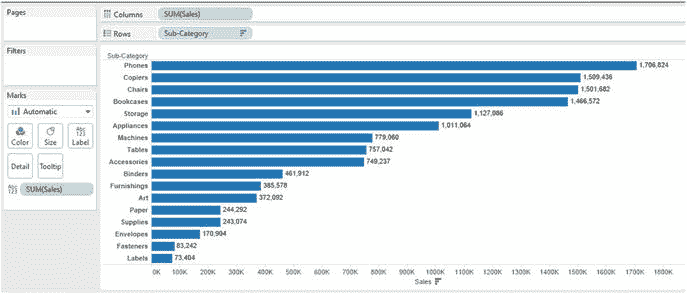 Pages
Columns SUM(Sales)
Rows Sub-Category
Filters
Marks
Automatic
Color Size Label
Detail Tooltip
SUM(Sales)
Sub-Category
Phones 1,706,824
Copiers 1,509,436
Chairs 1,501,682
Bookcases 1,466,572
Storage 1,127,086
Appliances 1,011,064
Machines 779,060
Tables 757,042
Accessories 749,237
Binders 461,912
Furnishings 385,578
Art 372,092
Paper 244,292
Supplies 243,074
Envelopes 170,904
Fasteners 83,242
Labels 73,404
0K 100K 200K 300K 400K 500K 600K 700K 800K 900K 1000K 1100K 1200K 1300K 1400K 1500K 1600K 1700K 1800K
Sales